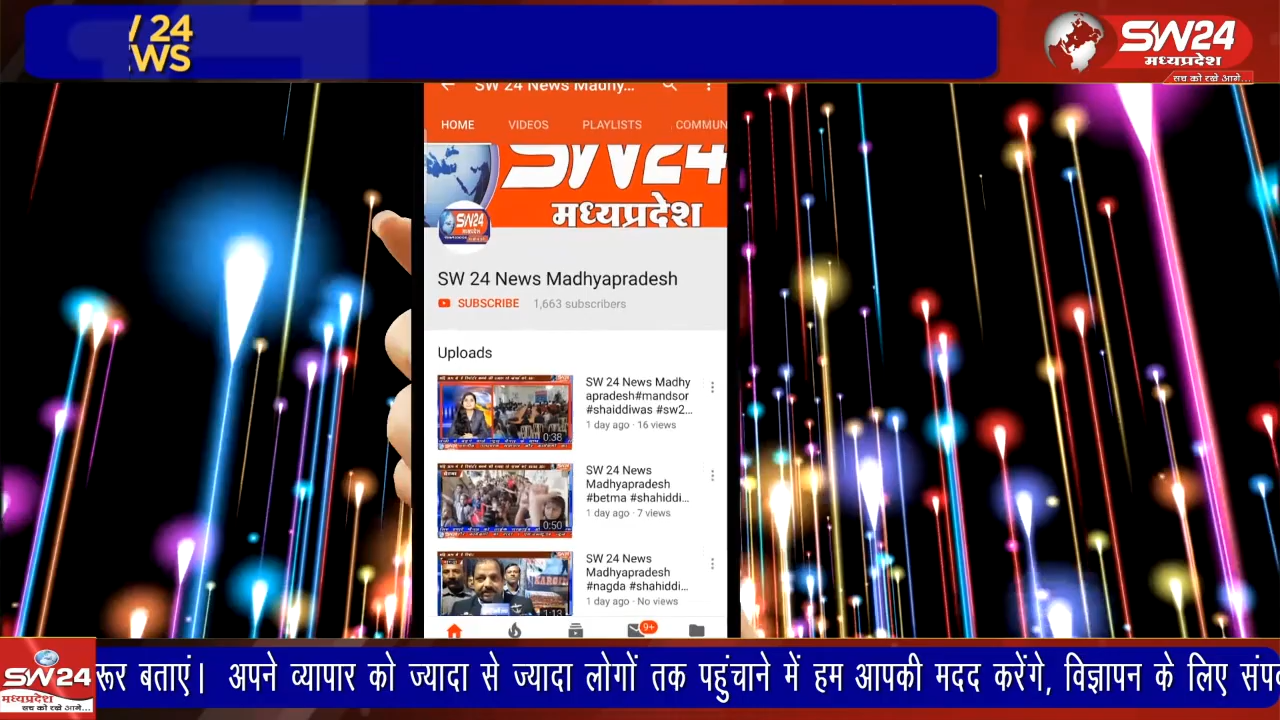 24
SW24
मध्यप्रदेश
सच को रखे आगे...
SW 24 News Madhy...
HOME VIDEOS PLAYLISTS COMMUN
SW24
मध्यप्रदेश
SW24
SW 24 News Madhyapradesh
SUBSCRIBE 1,663 subscribers
Uploads
SW 24 News Madhy
apradesh#mandsor
#shaiddiwas #sw2...
1 day ago · 16 views
0:38
SW 24 News
Madhyapradesh
#betma #shahiddi...
1 day ago · 7 views
0:50
SW 24 News
Madhyapradesh
#nagda #shahiddi...
1 day ago · No views
1:13
9+
SW24
मध्यप्रदेश
सच को रखे आगे...
रूर बताएं। अपने व्यापार को ज्यादा से ज्यादा लोगों तक पहुंचाने में हम आपकी मदद करेंगे, विज्ञापन के लिए संप